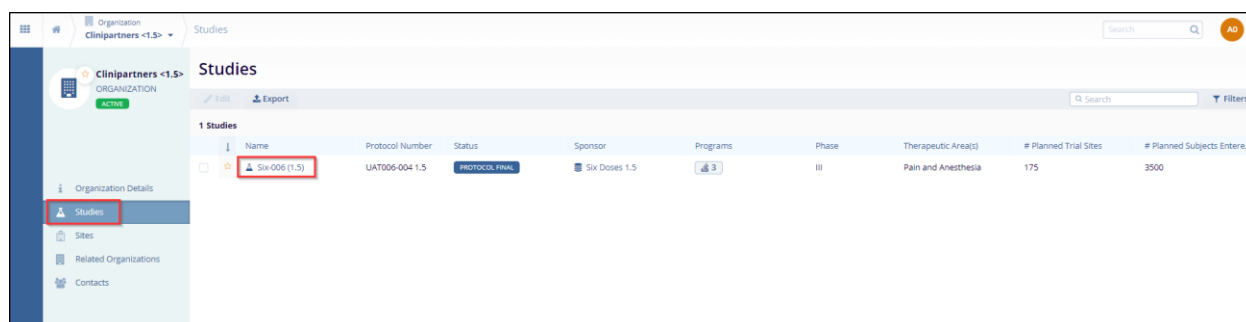 Organization
Clinipartners <1.5>
Studies
Search
AO
Clinipartners <1.5>
ORGANIZATION
ACTIVE
Studies
Edit
Export
Search
Filters
1 Studies
Name Protocol Number Status Sponsor Programs Phase Therapeutic Area(s) # Planned Trial Sites # Planned Subjects Entere
Six-006 (1.5) UAT006-004 1.5 PROTOCOL FINAL Six Doses 1.5 3 III Pain and Anesthesia 175 3500
Organization Details
Studies
Sites
Related Organizations
Contacts